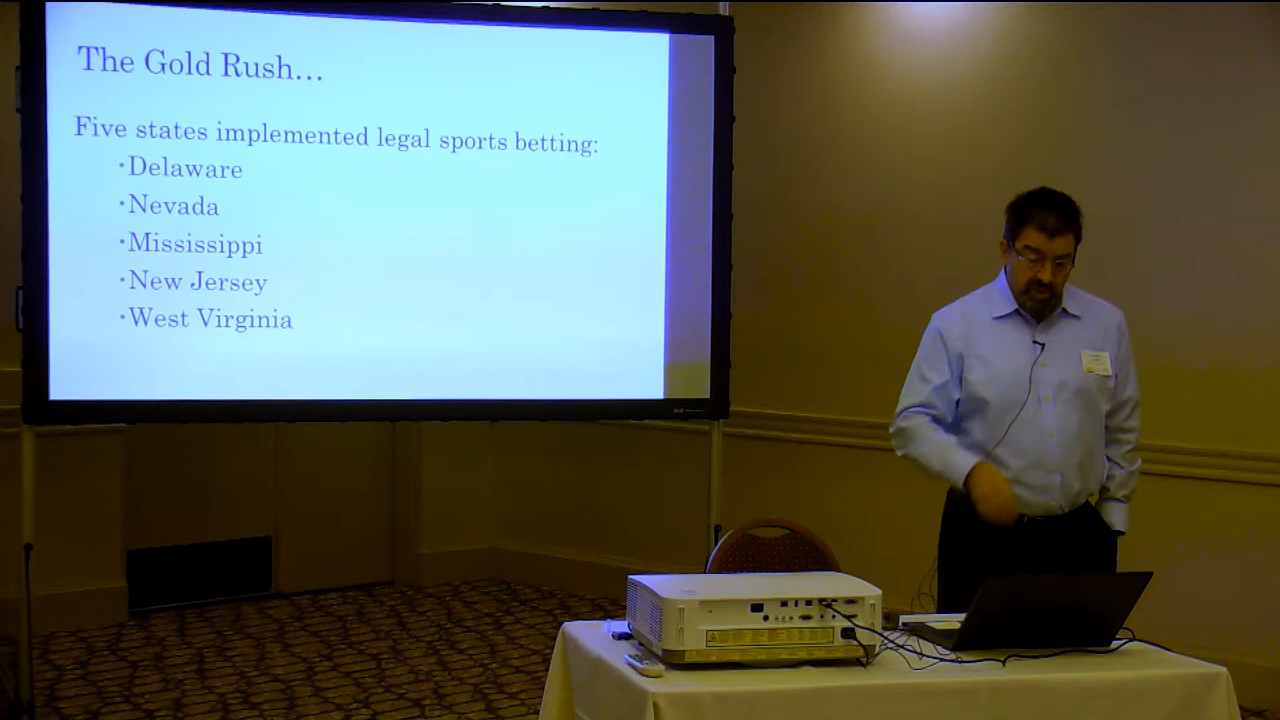 The Gold Rush...
Five states implemented legal sports betting:
·Delaware
·Nevada
·Mississippi
·New Jersey
·West Virginia